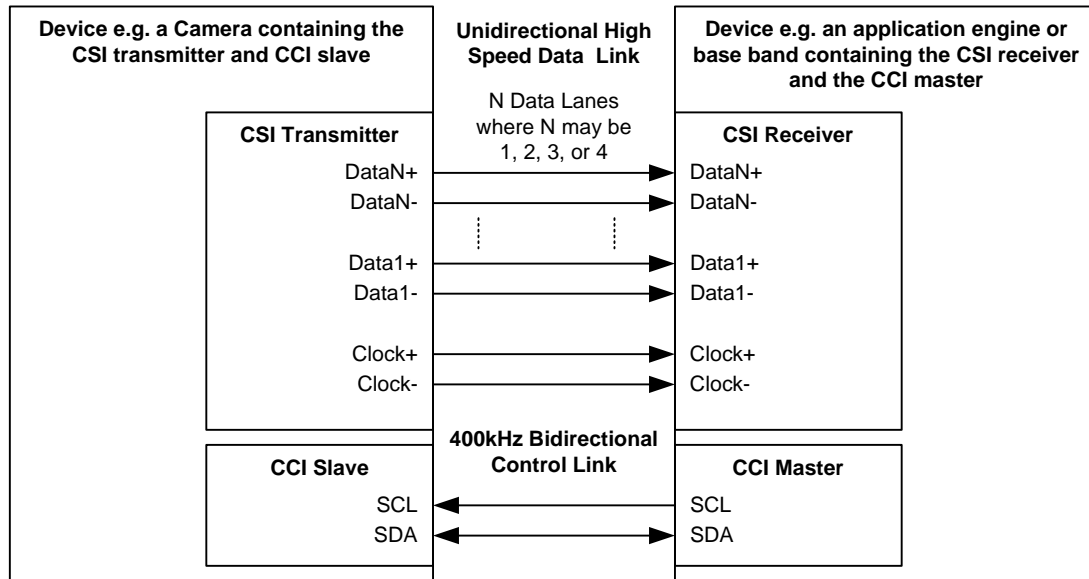 Device e.g. a Camera containing the
CSI transmitter and CCI slave
Unidirectional High
Speed Data Link
N Data Lanes
where N may be
1, 2, 3, or 4
Device e.g. an application engine or
base band containing the CSI receiver
and the CCI master
CSI Transmitter
DataN+
DataN-
Data1+
Data1-
Clock+
Clock-
CSI Receiver
DataN+
DataN-
Data1+
Data1-
Clock+
Clock-
400kHz Bidirectional
Control Link
CCI Slave
SCL
SDA
CCI Master
SCL
SDA